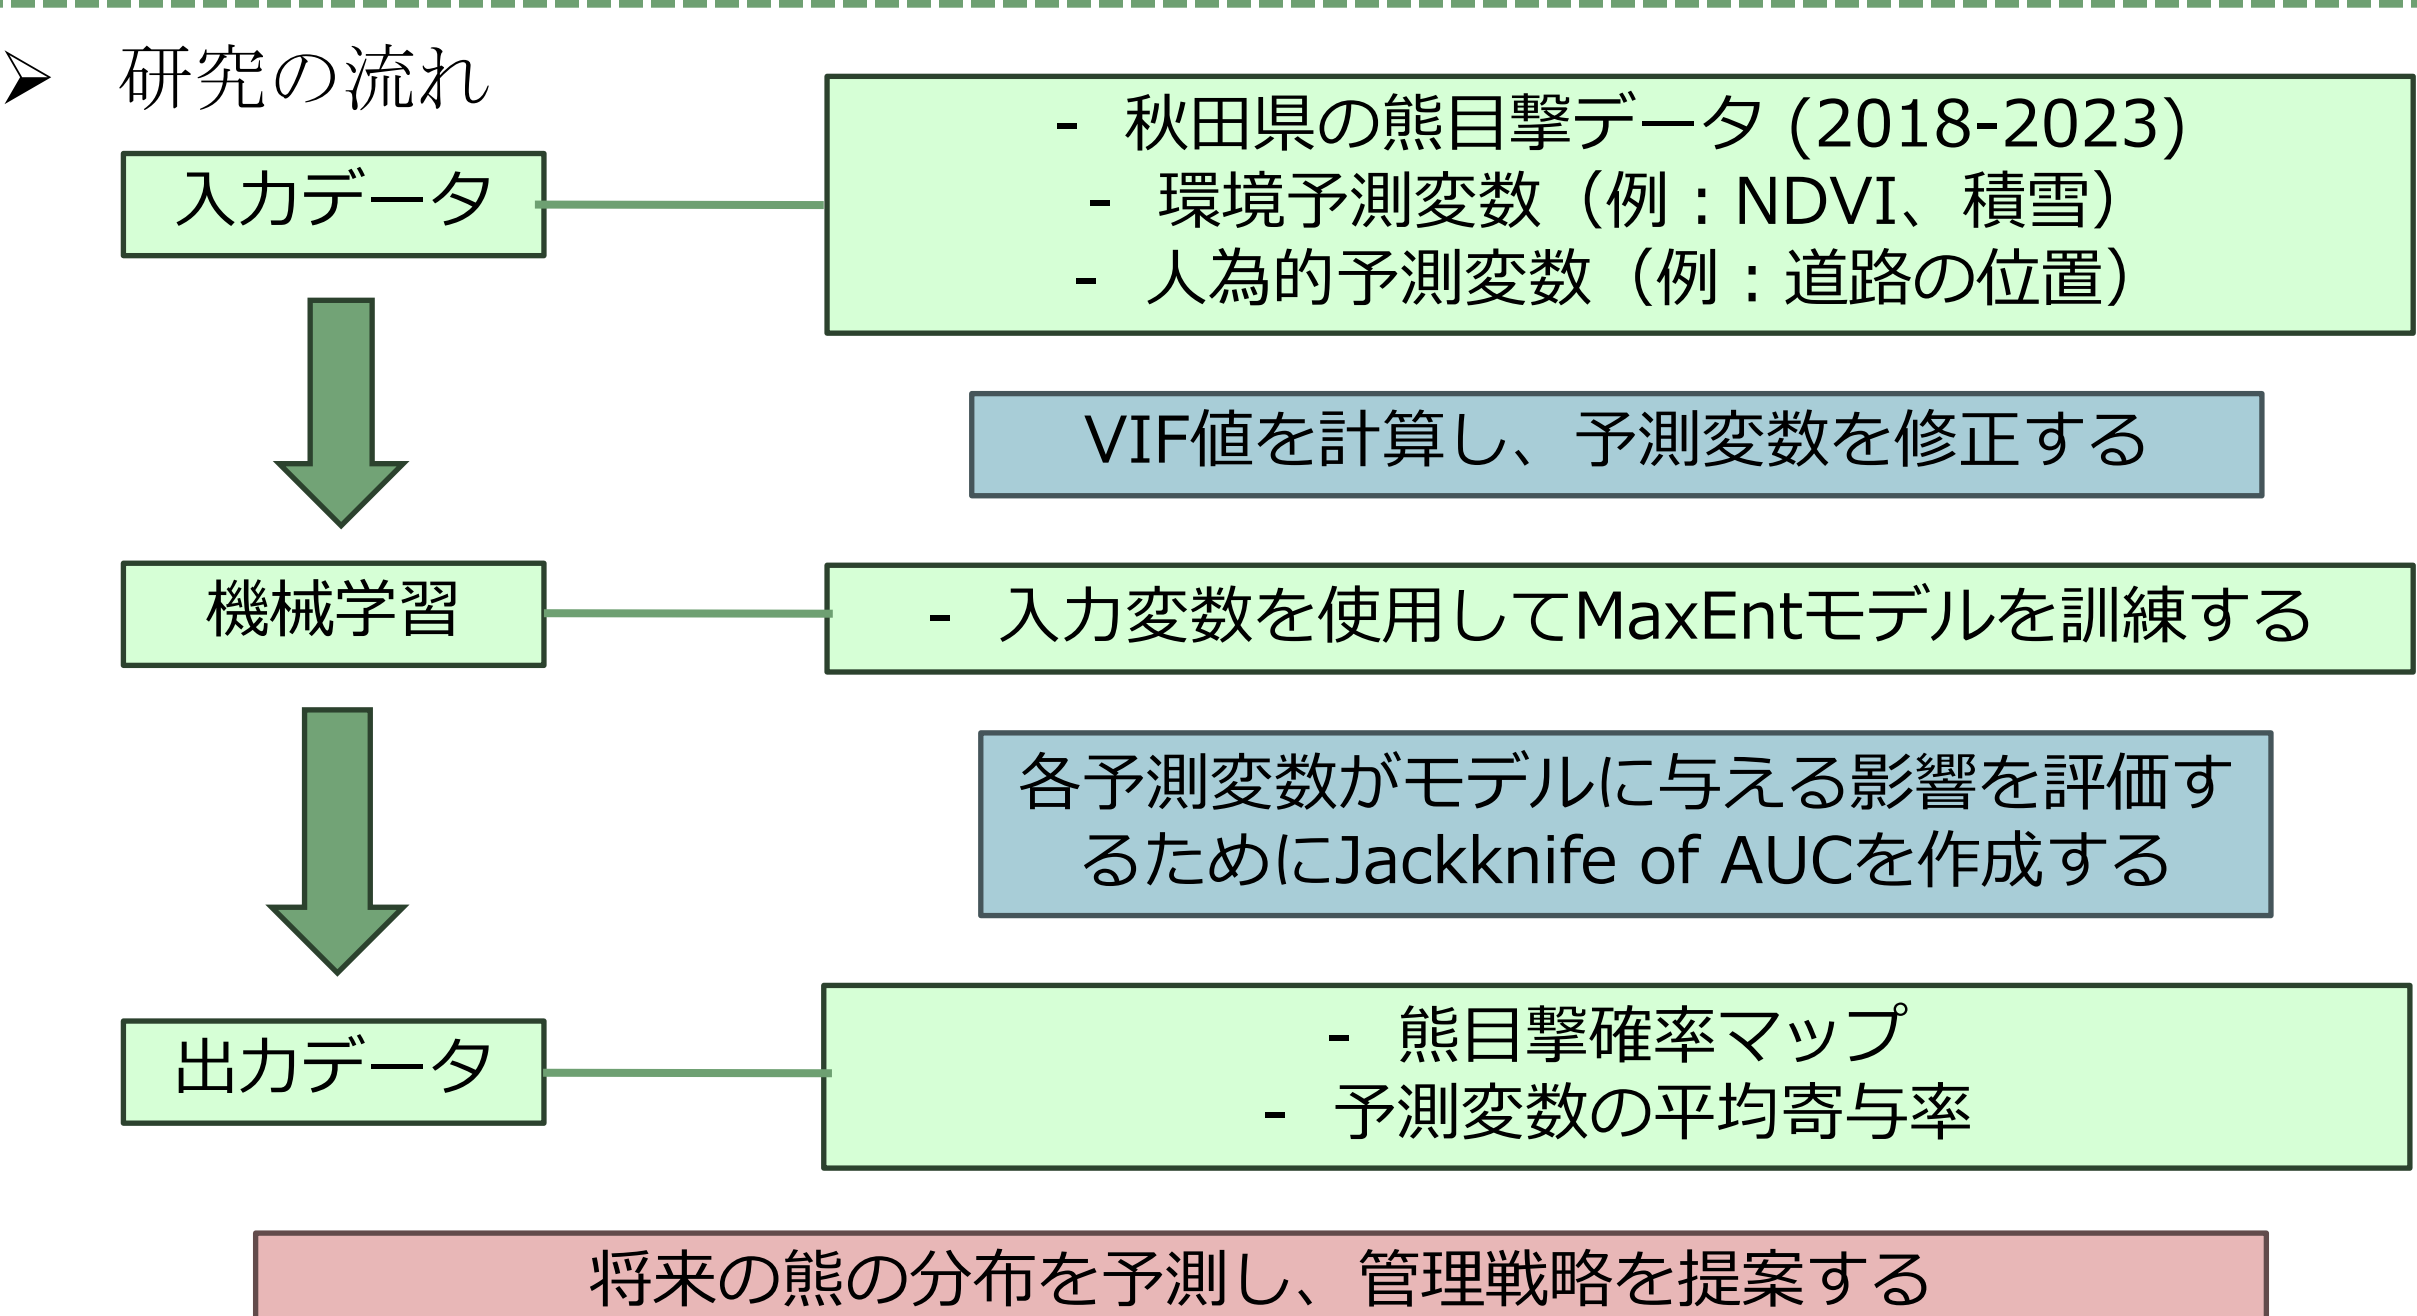 ➢ 研究の流れ
入力データ
- 秋田県の熊目撃データ (2018-2023)
- 環境予測変数（例：NDVI、積雪）
- 人為的予測変数（例：道路の位置）
VIF値を計算し、予測変数を修正する
機械学習
- 入力変数を使用してMaxEntモデルを訓練する
各予測変数がモデルに与える影響を評価す
るためにJackknife of AUCを作成する
出力データ
- 熊目撃確率マップ
- 予測変数の平均寄与率
将来の熊の分布を予測し、管理戦略を提案する